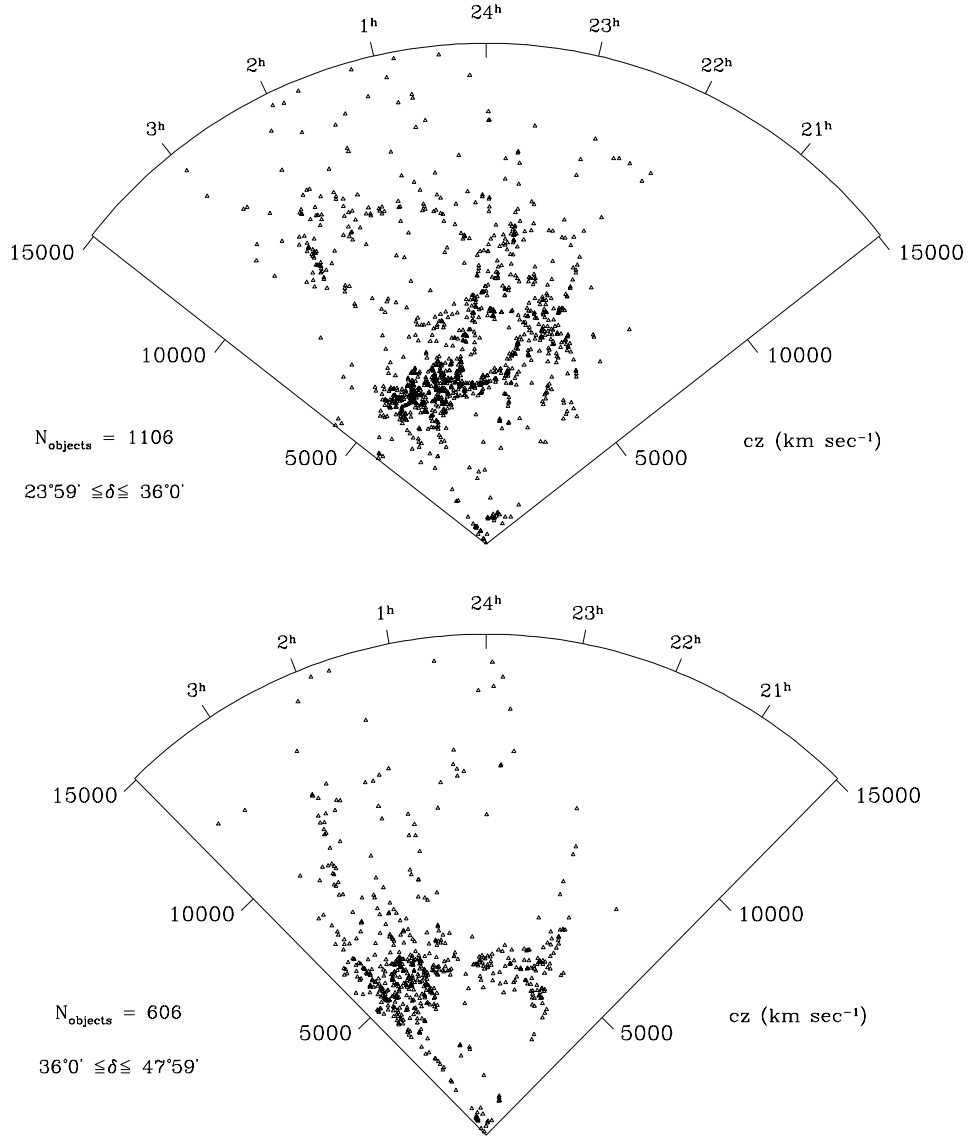 24ʰ
1ʰ 23ʰ
2ʰ 22ʰ
3ʰ 21ʰ
15000 15000
10000 10000
N_objects = 1106 cz (km sec⁻¹)
5000 5000
23°59' ≦δ≦ 36°0'
24ʰ
1ʰ 23ʰ
2ʰ 22ʰ
3ʰ 21ʰ
15000 15000
10000 10000
N_objects = 606 cz (km sec⁻¹)
5000 5000
36°0' ≦δ≦ 47°59'